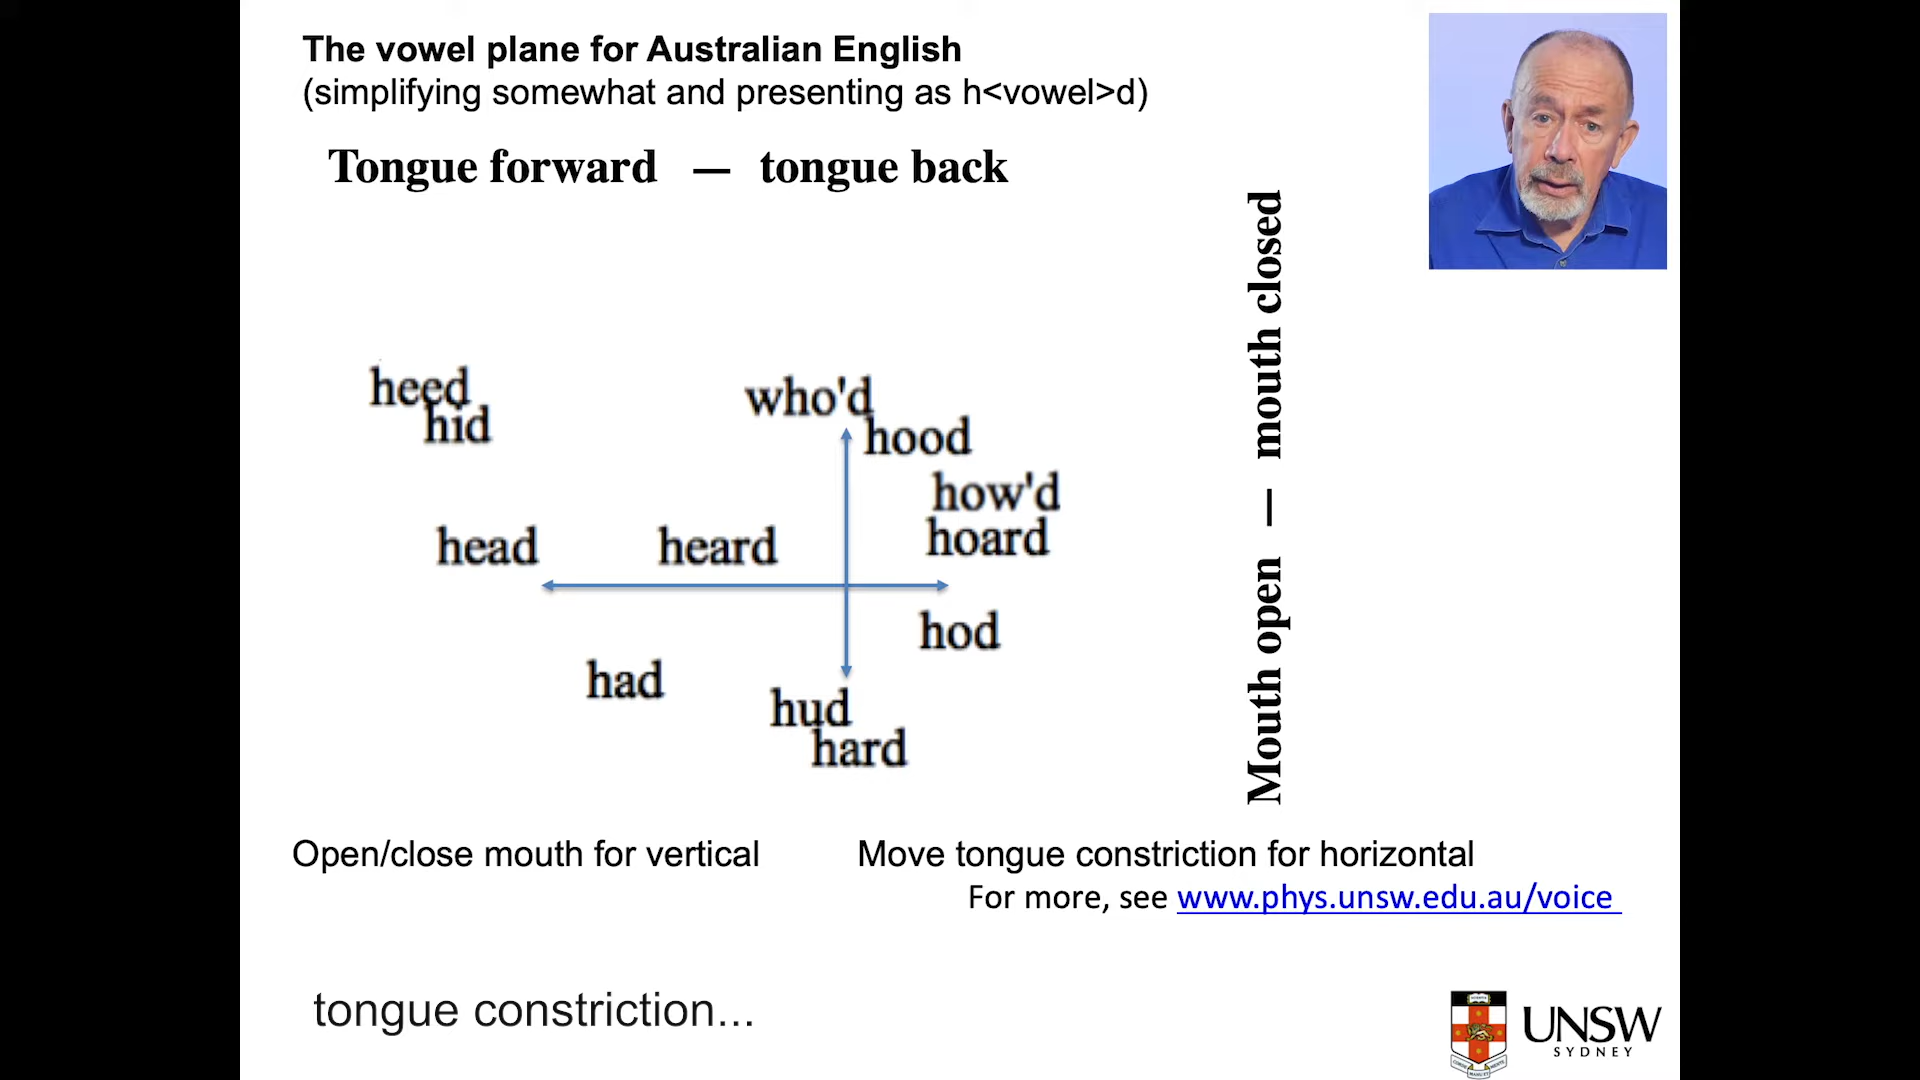 The vowel plane for Australian English
(simplifying somewhat and presenting as h<vowel>d)
Tongue forward — tongue back
Mouth open — mouth closed
heed
hid
who'd
hood
how'd
head
heard
hoard
hod
had
hud
hard
Open/close mouth for vertical
Move tongue constriction for horizontal
For more, see www.phys.unsw.edu.au/voice
tongue constriction...
UNSW
SYDNEY